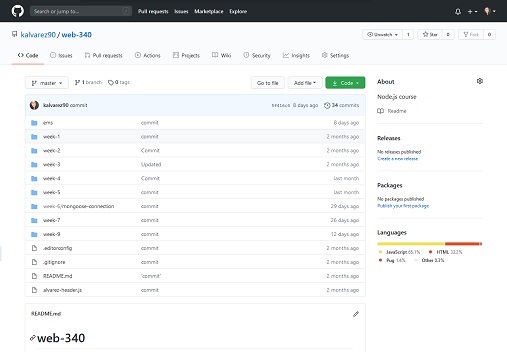 Search or jump to...
Pull requests Issues Marketplace Explore
kalvarez90 / web-340
Unwatch 1 Star 0 Fork 0
Code Issues Pull requests Actions Projects Wiki Security Insights Settings
master 1 branch 0 tags Go to file Add file Code
kalvarez90 commit 8 days ago 34 commits
ems commit 8 days ago
week-1 commit 2 months ago
week-2 Commit 2 months ago
week-3 Updated 2 months ago
week-4 Commit last month
week-5 commit last month
week-6/mongoose-connection commit 29 days ago
week-7 commit 26 days ago
week-9 commit 12 days ago
.editorconfig commit 2 months ago
.gitignore commit 2 months ago
README.md 'commit' 2 months ago
alvarez-header.js commit 2 months ago
README.md
web-340
About
Node.js course
Readme
Releases
No releases published
Create a new release
Packages
No packages published
Publish your first package
Languages
JavaScript HTML 33.2%
Pug 1.4% Other 0.3%